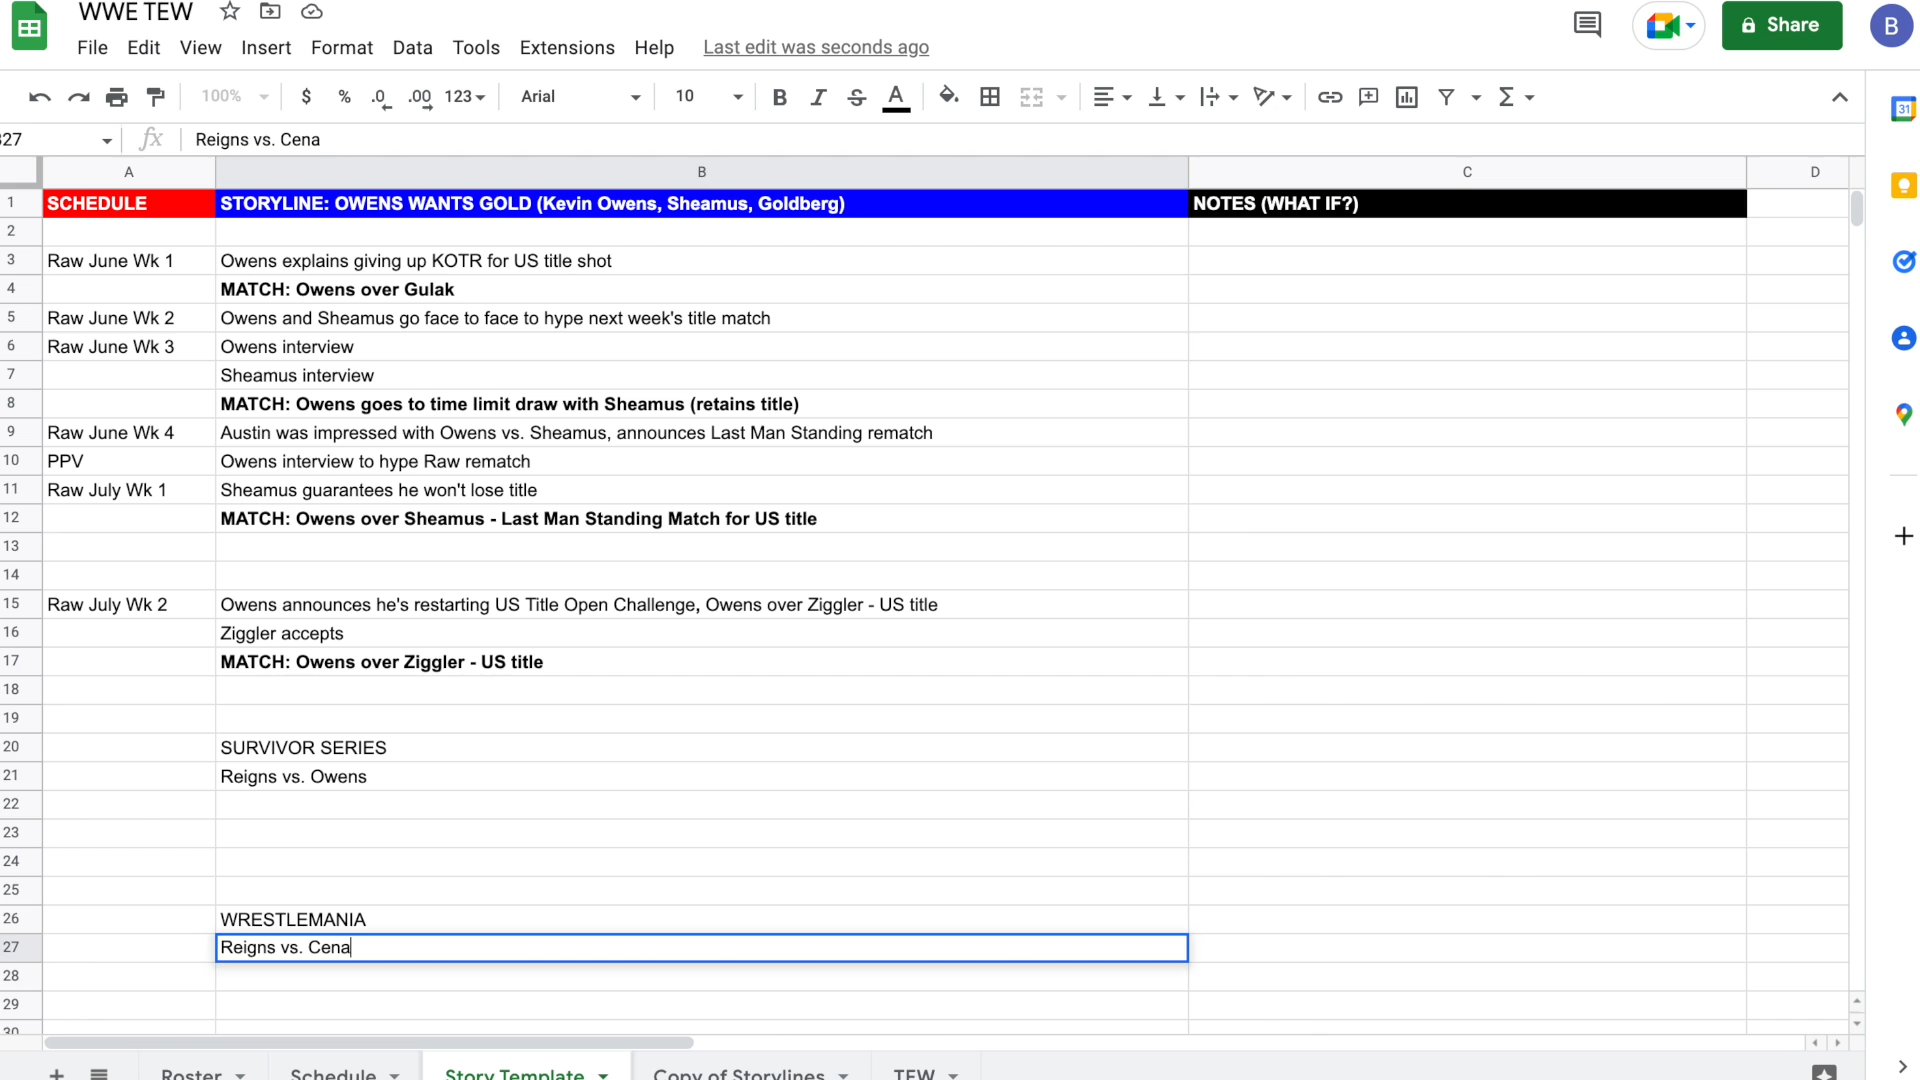 WWE TEW
File Edit View Insert Format Data Tools Extensions Help Last edit was seconds ago
Share
B
100% $ % .0 .00 123 Arial 10 B I S A
31
27 fx Reigns vs. Cena
A B C D
1 SCHEDULE STORYLINE: OWENS WANTS GOLD (Kevin Owens, Sheamus, Goldberg) NOTES (WHAT IF?)
2
3 Raw June Wk 1 Owens explains giving up KOTR for US title shot
4 MATCH: Owens over Gulak
5 Raw June Wk 2 Owens and Sheamus go face to face to hype next week's title match
6 Raw June Wk 3 Owens interview
7 Sheamus interview
8 MATCH: Owens goes to time limit draw with Sheamus (retains title)
9 Raw June Wk 4 Austin was impressed with Owens vs. Sheamus, announces Last Man Standing rematch
10 PPV Owens interview to hype Raw rematch
11 Raw July Wk 1 Sheamus guarantees he won't lose title
12 MATCH: Owens over Sheamus - Last Man Standing Match for US title
13
14
15 Raw July Wk 2 Owens announces he's restarting US Title Open Challenge, Owens over Ziggler - US title
16 Ziggler accepts
17 MATCH: Owens over Ziggler - US title
18
19
20 SURVIVOR SERIES
21 Reigns vs. Owens
22
23
24
25
26 WRESTLEMANIA
27 Reigns vs. Cena
28
29
30
Roster Schedule Story Template Copy of Storylines TEW